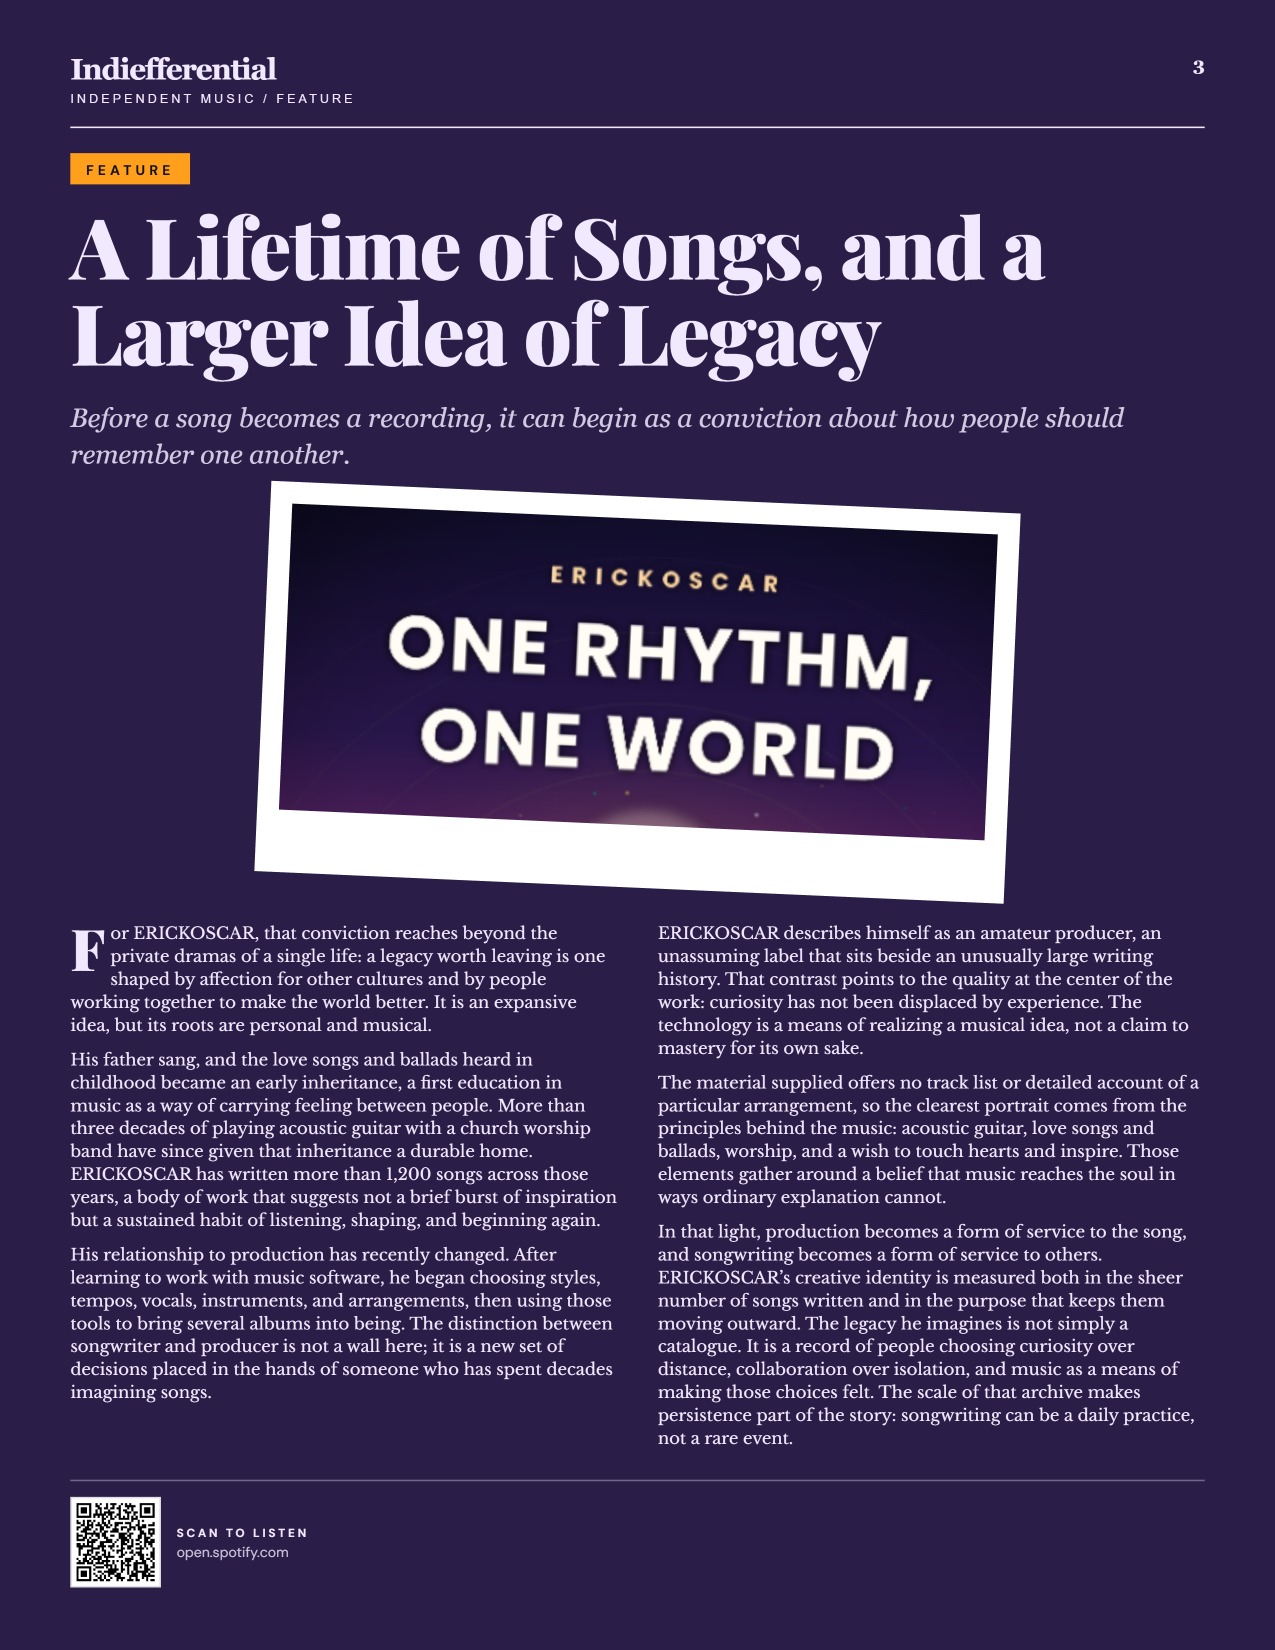 Indiefferential
3
INDEPENDENT MUSIC / FEATURE
FEATURE
A Lifetime of Songs, and a
Larger Idea of Legacy
Before a song becomes a recording, it can begin as a conviction about how people should
remember one another.
ERICKOSCAR
ONE RHYTHM,
ONE WORLD
For ERICKOSCAR, that conviction reaches beyond the
private dramas of a single life: a legacy worth leaving is one
shaped by affection for other cultures and by people
working together to make the world better. It is an expansive
idea, but its roots are personal and musical.
His father sang, and the love songs and ballads heard in
childhood became an early inheritance, a first education in
music as a way of carrying feeling between people. More than
three decades of playing acoustic guitar with a church worship
band have since given that inheritance a durable home.
ERICKOSCAR has written more than 1,200 songs across those
years, a body of work that suggests not a brief burst of inspiration
but a sustained habit of listening, shaping, and beginning again.
His relationship to production has recently changed. After
learning to work with music software, he began choosing styles,
tempos, vocals, instruments, and arrangements, then using those
tools to bring several albums into being. The distinction between
songwriter and producer is not a wall here; it is a new set of
decisions placed in the hands of someone who has spent decades
imagining songs.
ERICKOSCAR describes himself as an amateur producer, an
unassuming label that sits beside an unusually large writing
history. That contrast points to the quality at the center of the
work: curiosity has not been displaced by experience. The
technology is a means of realizing a musical idea, not a claim to
mastery for its own sake.
The material supplied offers no track list or detailed account of a
particular arrangement, so the clearest portrait comes from the
principles behind the music: acoustic guitar, love songs and
ballads, worship, and a wish to touch hearts and inspire. Those
elements gather around a belief that music reaches the soul in
ways ordinary explanation cannot.
In that light, production becomes a form of service to the song,
and songwriting becomes a form of service to others.
ERICKOSCAR’s creative identity is measured both in the sheer
number of songs written and in the purpose that keeps them
moving outward. The legacy he imagines is not simply a
catalogue. It is a record of people choosing curiosity over
distance, collaboration over isolation, and music as a means of
making those choices felt. The scale of that archive makes
persistence part of the story: songwriting can be a daily practice,
not a rare event.
SCAN TO LISTEN
open.spotify.com